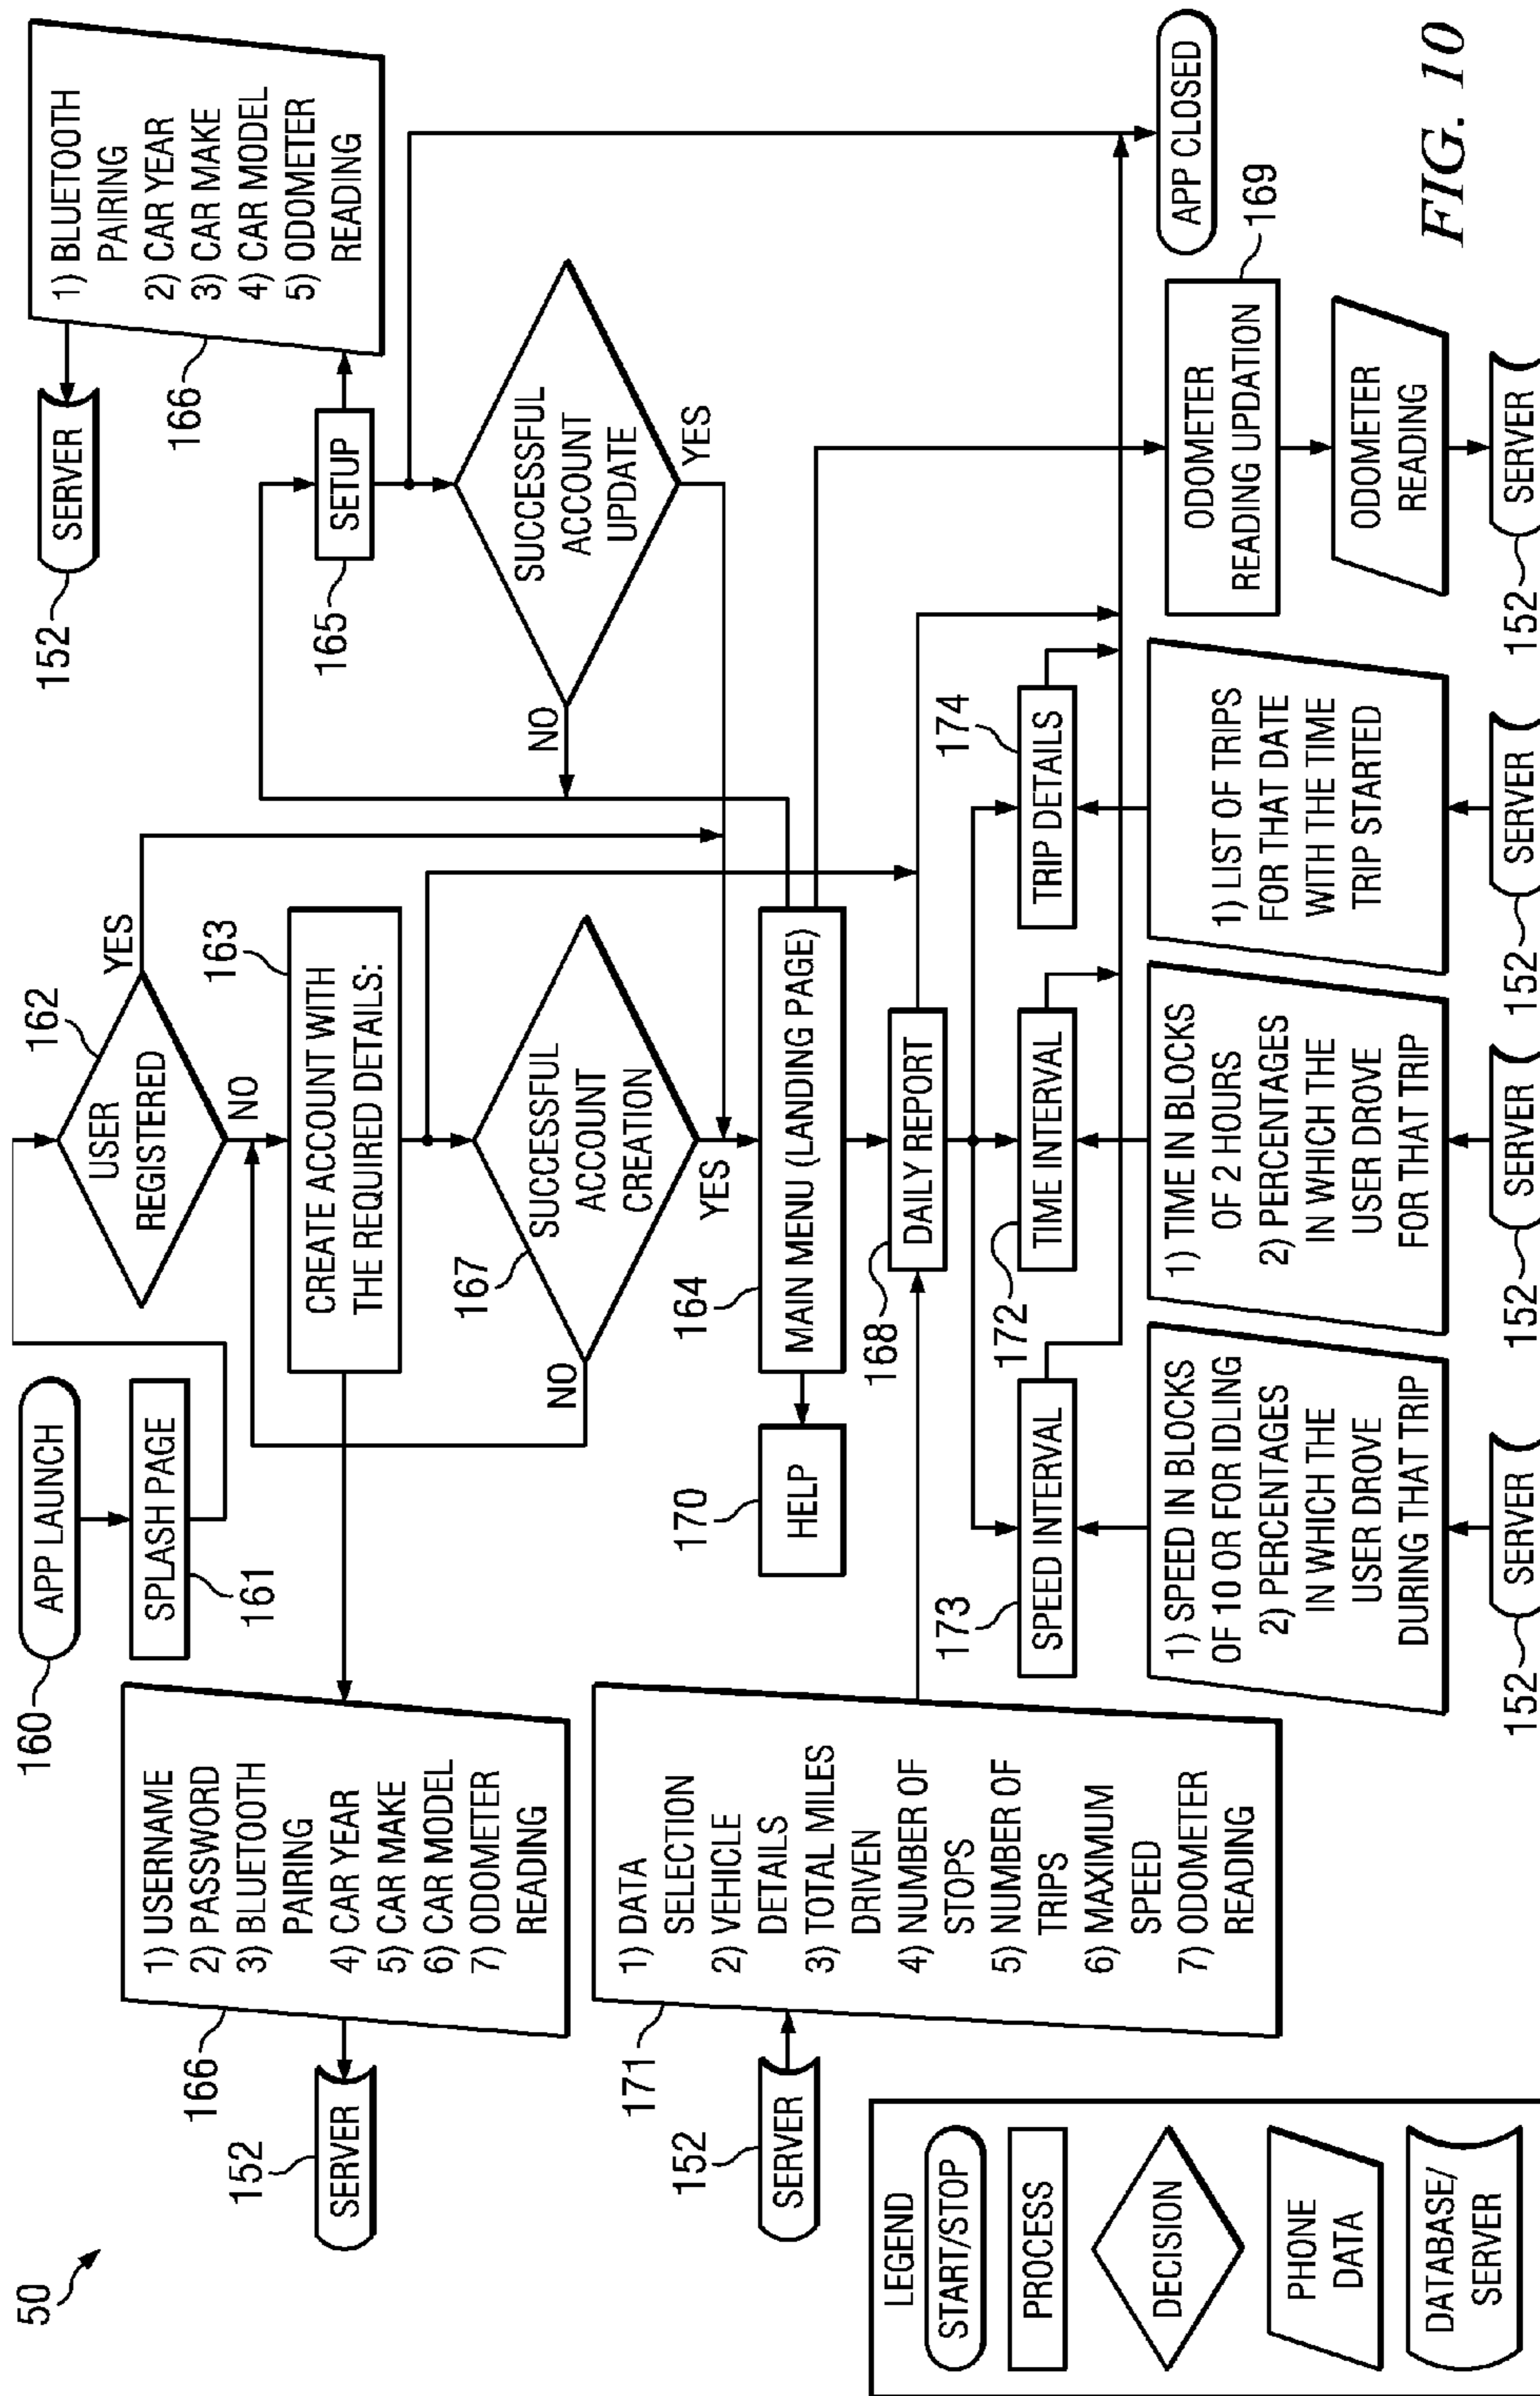 50
160
APP LAUNCH
SPLASH PAGE
161
162
USER
REGISTERED
YES
NO
163
CREATE ACCOUNT WITH
THE REQUIRED DETAILS:
166
1) USERNAME
2) PASSWORD
3) BLUETOOTH
PAIRING
4) CAR YEAR
5) CAR MAKE
6) CAR MODEL
7) ODOMETER
READING
152
SERVER
167
SUCCESSFUL
ACCOUNT
CREATION
NO
YES
152
SERVER
166
1) BLUETOOTH
PAIRING
2) CAR YEAR
3) CAR MAKE
4) CAR MODEL
5) ODOMETER
READING
165
SETUP
SUCCESSFUL
ACCOUNT
UPDATE
NO
YES
164
MAIN MENU (LANDING PAGE)
170
HELP
152
SERVER
171
1) DATA
SELECTION
2) VEHICLE
DETAILS
3) TOTAL MILES
DRIVEN
4) NUMBER OF
STOPS
5) NUMBER OF
TRIPS
6) MAXIMUM
SPEED
7) ODOMETER
READING
168
DAILY REPORT
173
SPEED INTERVAL
172
TIME INTERVAL
174
TRIP DETAILS
APP CLOSED
1) SPEED IN BLOCKS
OF 10 OR FOR IDLING
2) PERCENTAGES
IN WHICH THE
USER DROVE
DURING THAT TRIP
152
SERVER
1) TIME IN BLOCKS
OF 2 HOURS
2) PERCENTAGES
IN WHICH THE
USER DROVE
FOR THAT TRIP
152
SERVER
1) LIST OF TRIPS
FOR THAT DATE
WITH THE TIME
TRIP STARTED
152
SERVER
169
ODOMETER
READING UPDATION
ODOMETER
READING
152
SERVER
LEGEND
START/STOP
PROCESS
DECISION
PHONE
DATA
DATABASE/
SERVER
FIG. 10